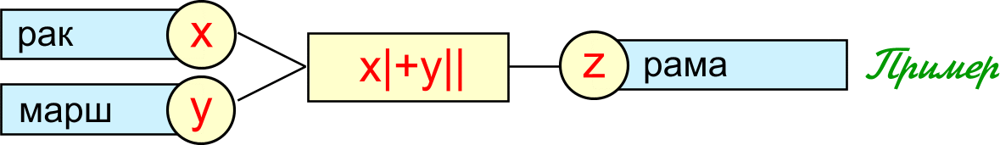 рак
x
x|+y||
z
рама
Пример
марш
y